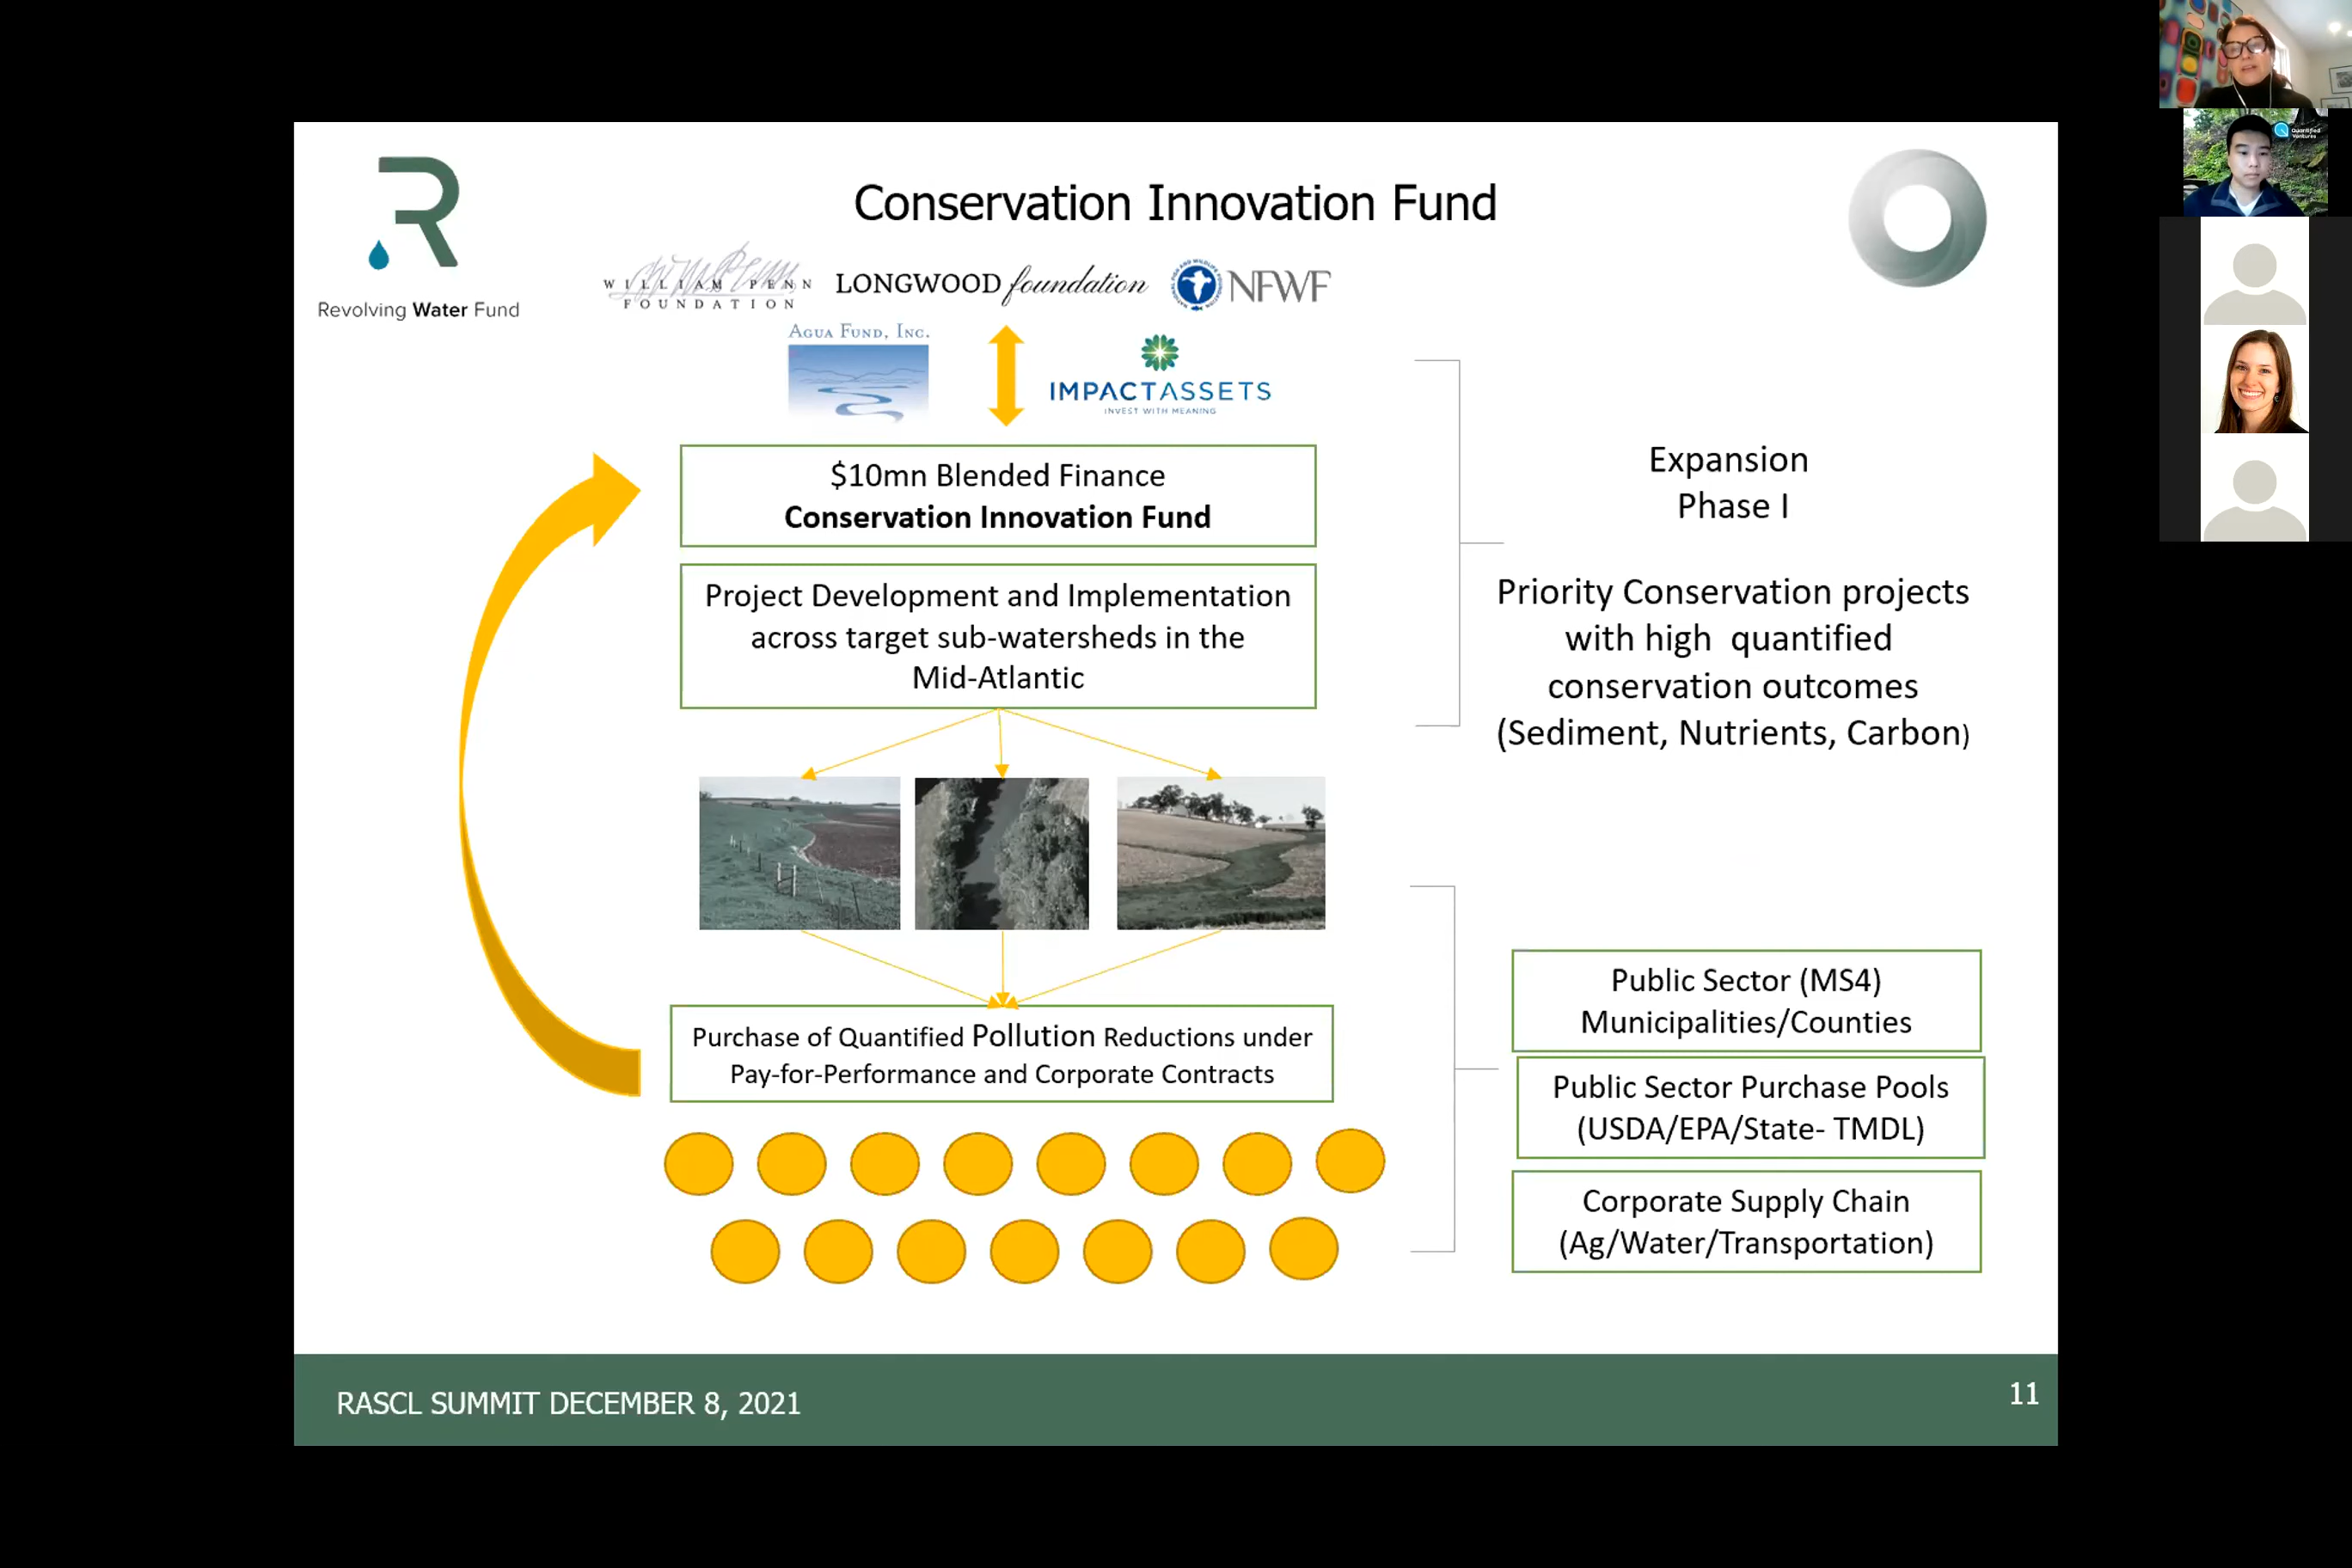 Conservation Innovation Fund
Revolving Water Fund
WILLIAM PENN
FOUNDATION
LONGWOOD foundation
NFWF
AGUA FUND, INC.
IMPACTASSETS
INVEST WITH MEANING
$10mn Blended Finance
Conservation Innovation Fund
Project Development and Implementation
across target sub-watersheds in the
Mid-Atlantic
Expansion
Phase I
Priority Conservation projects
with high quantified
conservation outcomes
(Sediment, Nutrients, Carbon)
Purchase of Quantified Pollution Reductions under
Pay-for-Performance and Corporate Contracts
Public Sector (MS4)
Municipalities/Counties
Public Sector Purchase Pools
(USDA/EPA/State- TMDL)
Corporate Supply Chain
(Ag/Water/Transportation)
RASCL SUMMIT DECEMBER 8, 2021
11
Quantified
Ventures